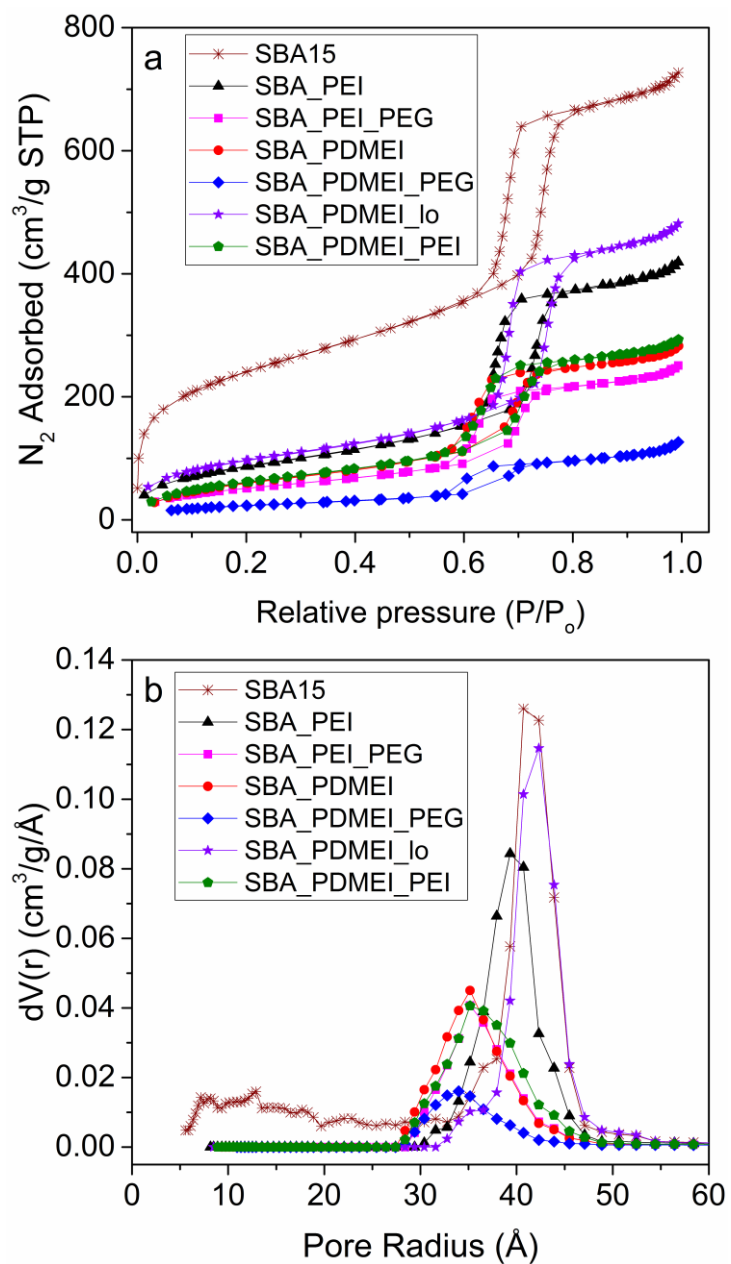 a
800
600
400
200
0
N₂ Adsorbed (cm³/g STP)
SBA15
SBA_PEI
SBA_PEI_PEG
SBA_PDMEI
SBA_PDMEI_PEG
SBA_PDMEI_lo
SBA_PDMEI_PEI
0.0 0.2 0.4 0.6 0.8 1.0
Relative pressure (P/Pₒ)
b
0.14
0.12
0.10
0.08
0.06
0.04
0.02
0.00
dV(r) (cm³/g/Å)
SBA15
SBA_PEI
SBA_PEI_PEG
SBA_PDMEI
SBA_PDMEI_PEG
SBA_PDMEI_lo
SBA_PDMEI_PEI
0 10 20 30 40 50 60
Pore Radius (Å)